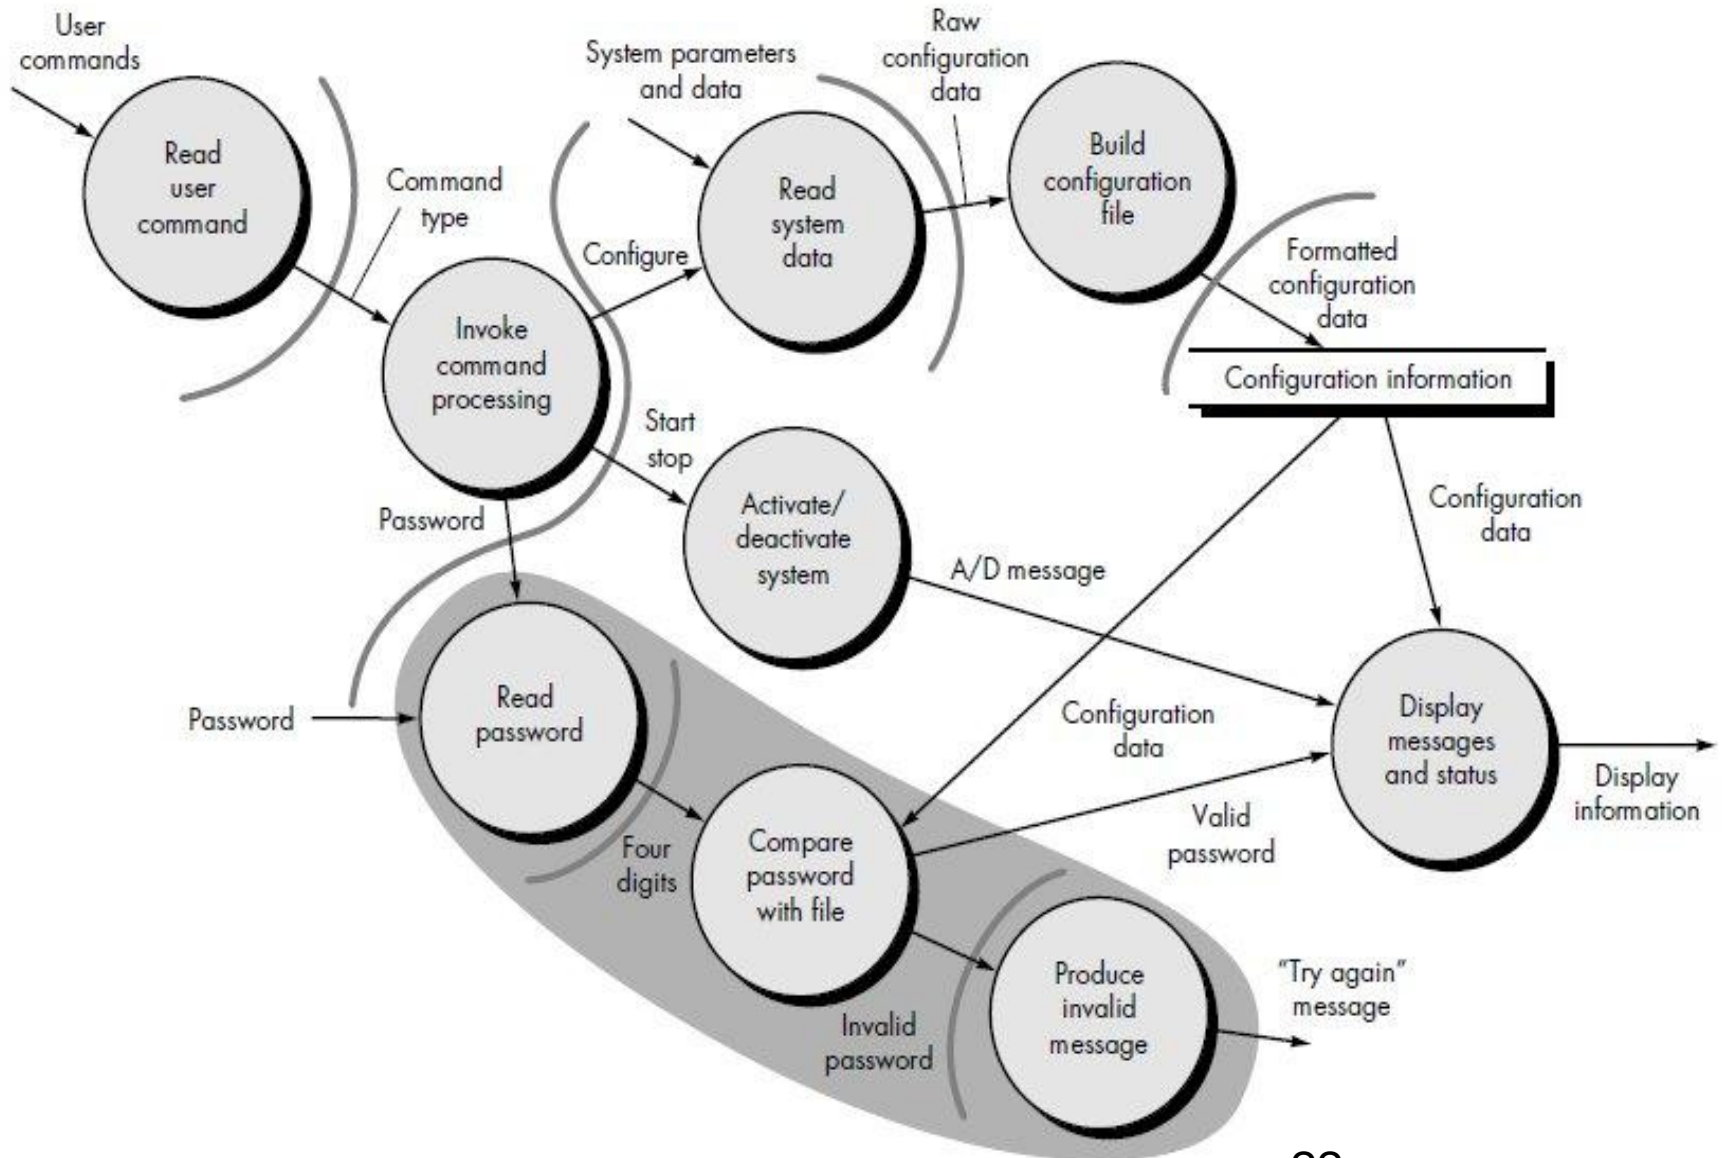 User
commands
Read
user
command
Command
type
Invoke
command
processing
System parameters
and data
Configure
Read
system
data
Raw
configuration
data
Build
configuration
file
Formatted
configuration
data
Configuration information
Start
stop
Activate/
deactivate
system
A/D message
Configuration
data
Password
Password
Read
password
Four
digits
Compare
password
with file
Configuration
data
Valid
password
Display
messages
and status
Display
information
Invalid
password
Produce
invalid
message
“Try again”
message